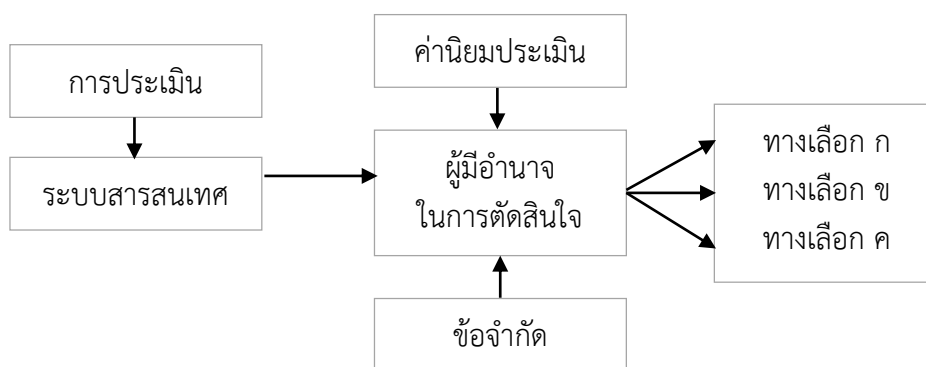 การประเมิน
ระบบสารสนเทศ
ค่านิยมประเมิน
ผู้มีอำนาจ
ในการตัดสินใจ
ข้อจำกัด
ทางเลือก ก
ทางเลือก ข
ทางเลือก ค